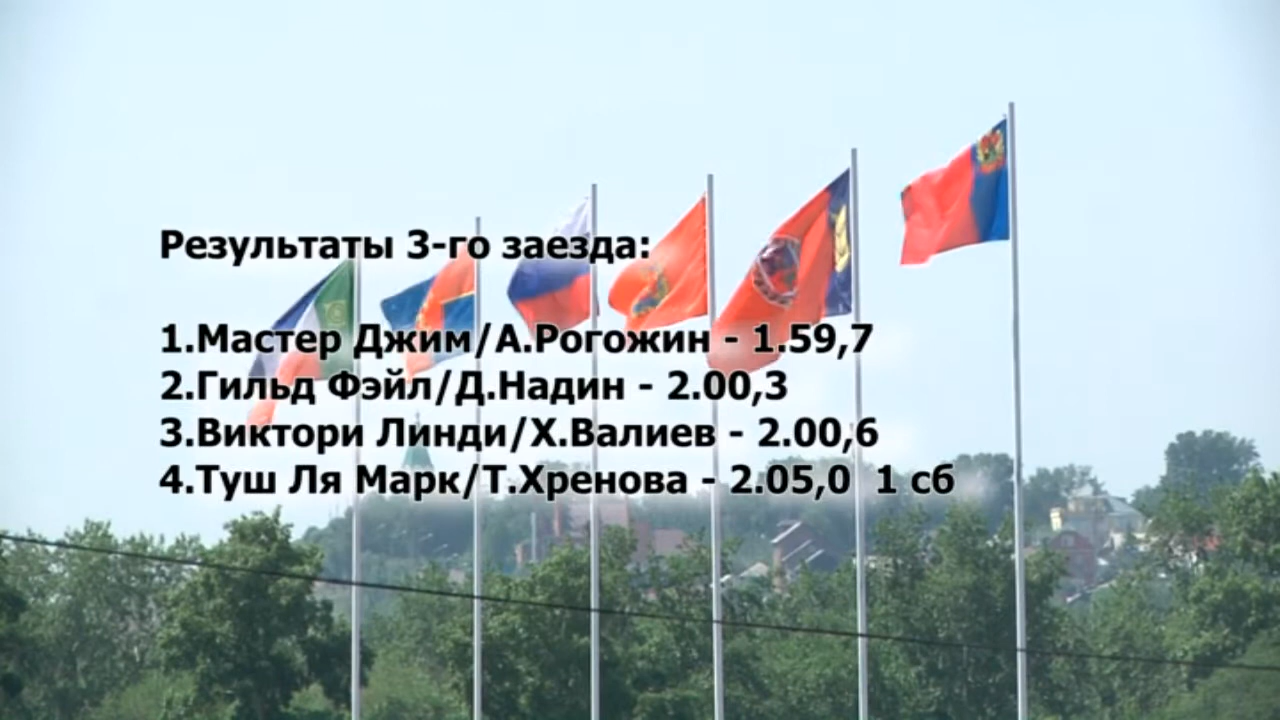 Результаты 3-го заезда:
1.Мастер Джим/А.Рогожин - 1.59,7
2.Гильд Фэйл/Д.Надин - 2.00,3
3.Виктори Линди/Х.Валиев - 2.00,6
4.Туш Ля Марк/Т.Хренова - 2.05,0 1 сб